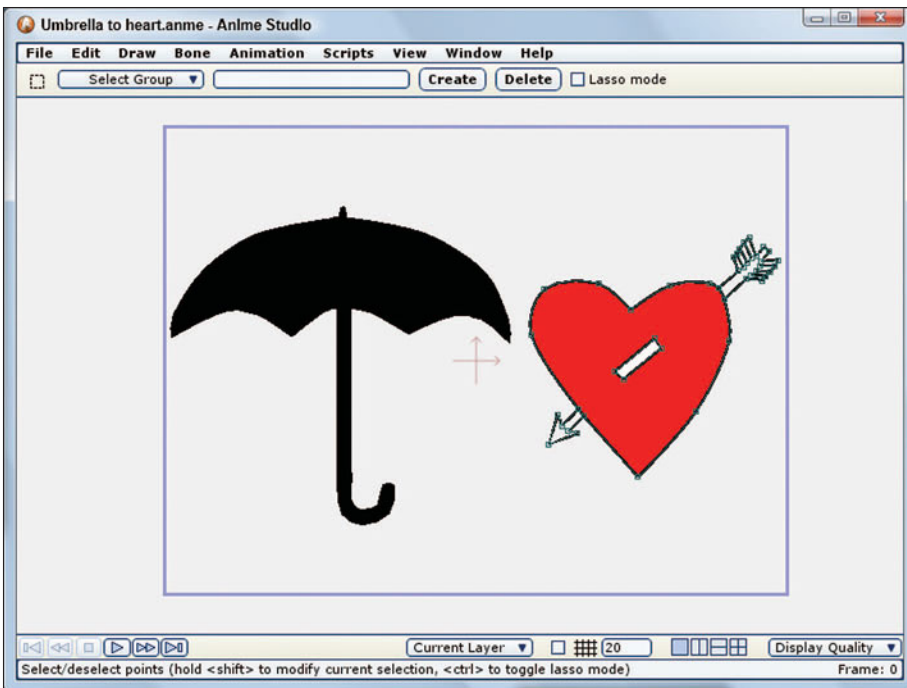 Umbrella to heart.anme - Anime Studio
File Edit Draw Bone Animation Scripts View Window Help
Select Group Create Delete Lasso mode
Current Layer 20 Display Quality
Select/deselect points (hold <shift> to modify current selection, <ctrl> to toggle lasso mode) Frame: 0